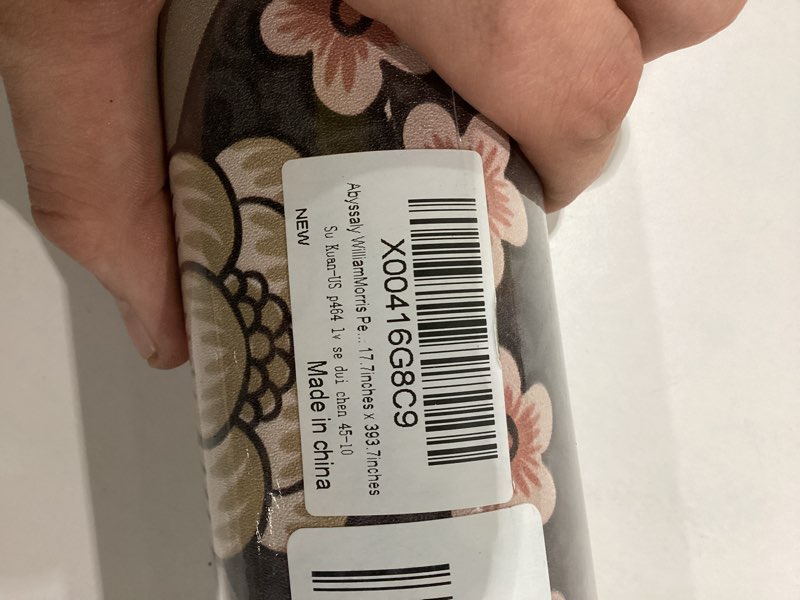 X00416G8C9
Abyssaly WilliamMorris Pe... 17.7inches x 393.7inches
Su Kuan-US p464 lv se dui chen 45-10
NEW
Made in china